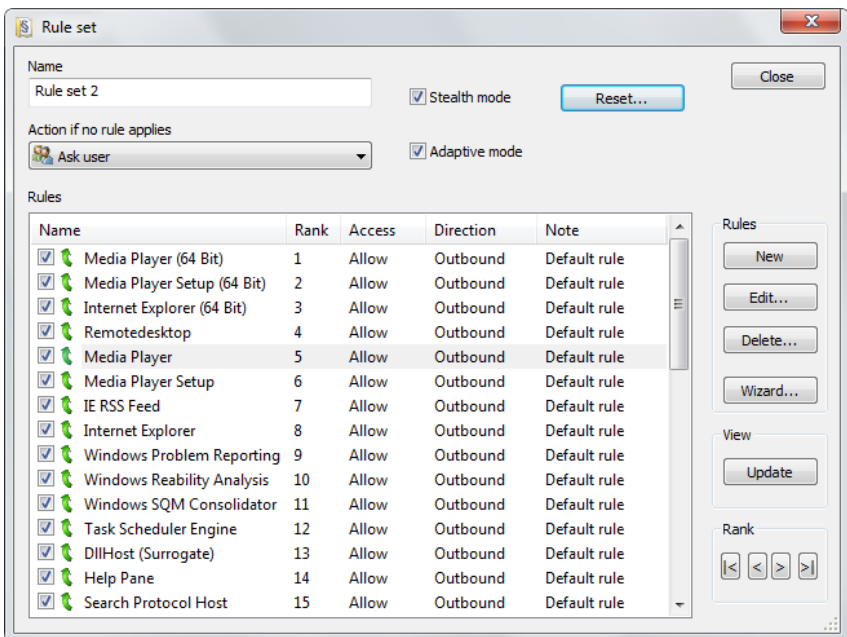 Rule set
Name
Rule set 2
Stealth mode
Reset...
Close
Action if no rule applies
Ask user
Adaptive mode
Rules
Name Rank Access Direction Note
Media Player (64 Bit) 1 Allow Outbound Default rule
Media Player Setup (64 Bit) 2 Allow Outbound Default rule
Internet Explorer (64 Bit) 3 Allow Outbound Default rule
Remotedesktop 4 Allow Outbound Default rule
Media Player 5 Allow Outbound Default rule
Media Player Setup 6 Allow Outbound Default rule
IE RSS Feed 7 Allow Outbound Default rule
Internet Explorer 8 Allow Outbound Default rule
Windows Problem Reporting 9 Allow Outbound Default rule
Windows Reability Analysis 10 Allow Outbound Default rule
Windows SQM Consolidator 11 Allow Outbound Default rule
Task Scheduler Engine 12 Allow Outbound Default rule
DllHost (Surrogate) 13 Allow Outbound Default rule
Help Pane 14 Allow Outbound Default rule
Search Protocol Host 15 Allow Outbound Default rule
Rules
New
Edit...
Delete...
Wizard...
View
Update
Rank
|< < > >|